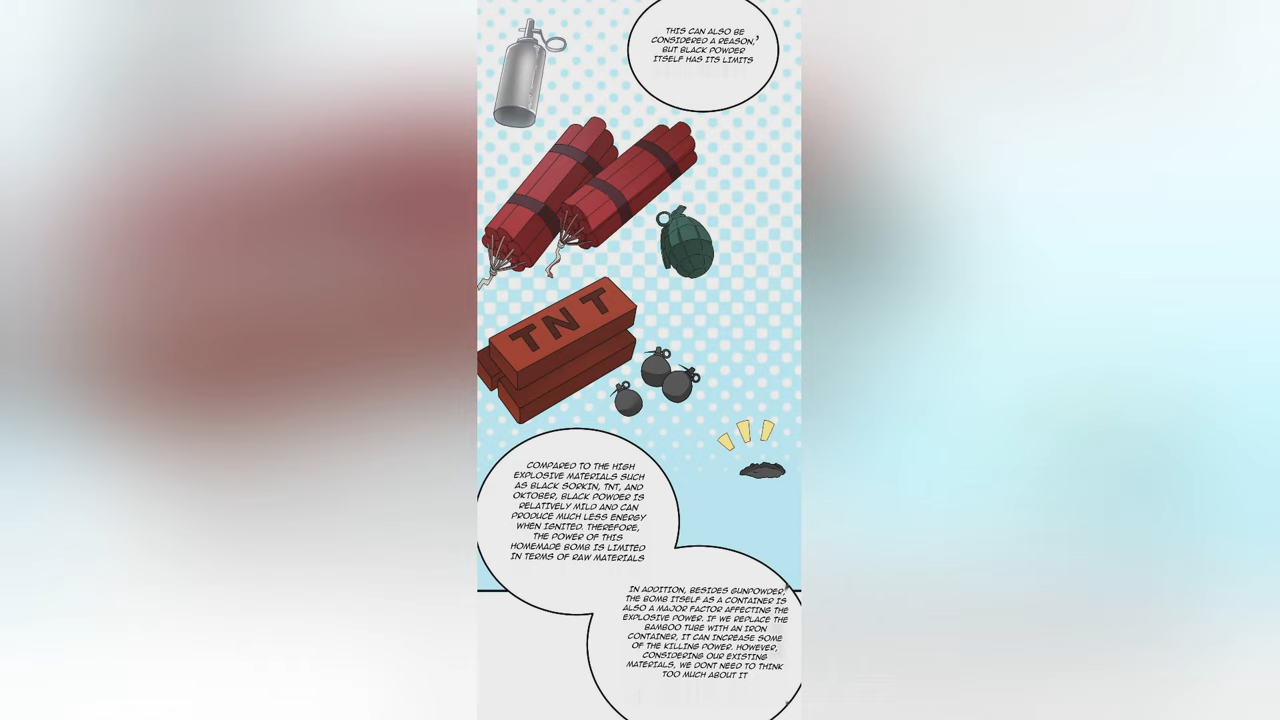 THIS CAN ALSO BE
CONSIDERED A REASON,
BUT BLACK POWDER
ITSELF HAS ITS LIMITS
TNT
COMPARED TO THE HIGH
EXPLOSIVE MATERIALS SUCH
AS BLACK SORKIN, TNT, AND
OKTOBER, BLACK POWDER IS
RELATIVELY MILD AND CAN
PRODUCE MUCH LESS ENERGY
WHEN IGNITED. THEREFORE,
THE POWER OF THIS
HOMEMADE BOMB IS LIMITED
IN TERMS OF RAW MATERIALS
IN ADDITION, BESIDES GUNPOWDER,
THE BOMB ITSELF AS A CONTAINER IS
ALSO A MAJOR FACTOR AFFECTING THE
EXPLOSIVE POWER. IF WE REPLACE THE
BAMBOO TUBE WITH AN IRON
CONTAINER, IT CAN INCREASE SOME
OF THE KILLING POWER. HOWEVER,
CONSIDERING OUR EXISTING
MATERIALS, WE DONT NEED TO THINK
TOO MUCH ABOUT IT